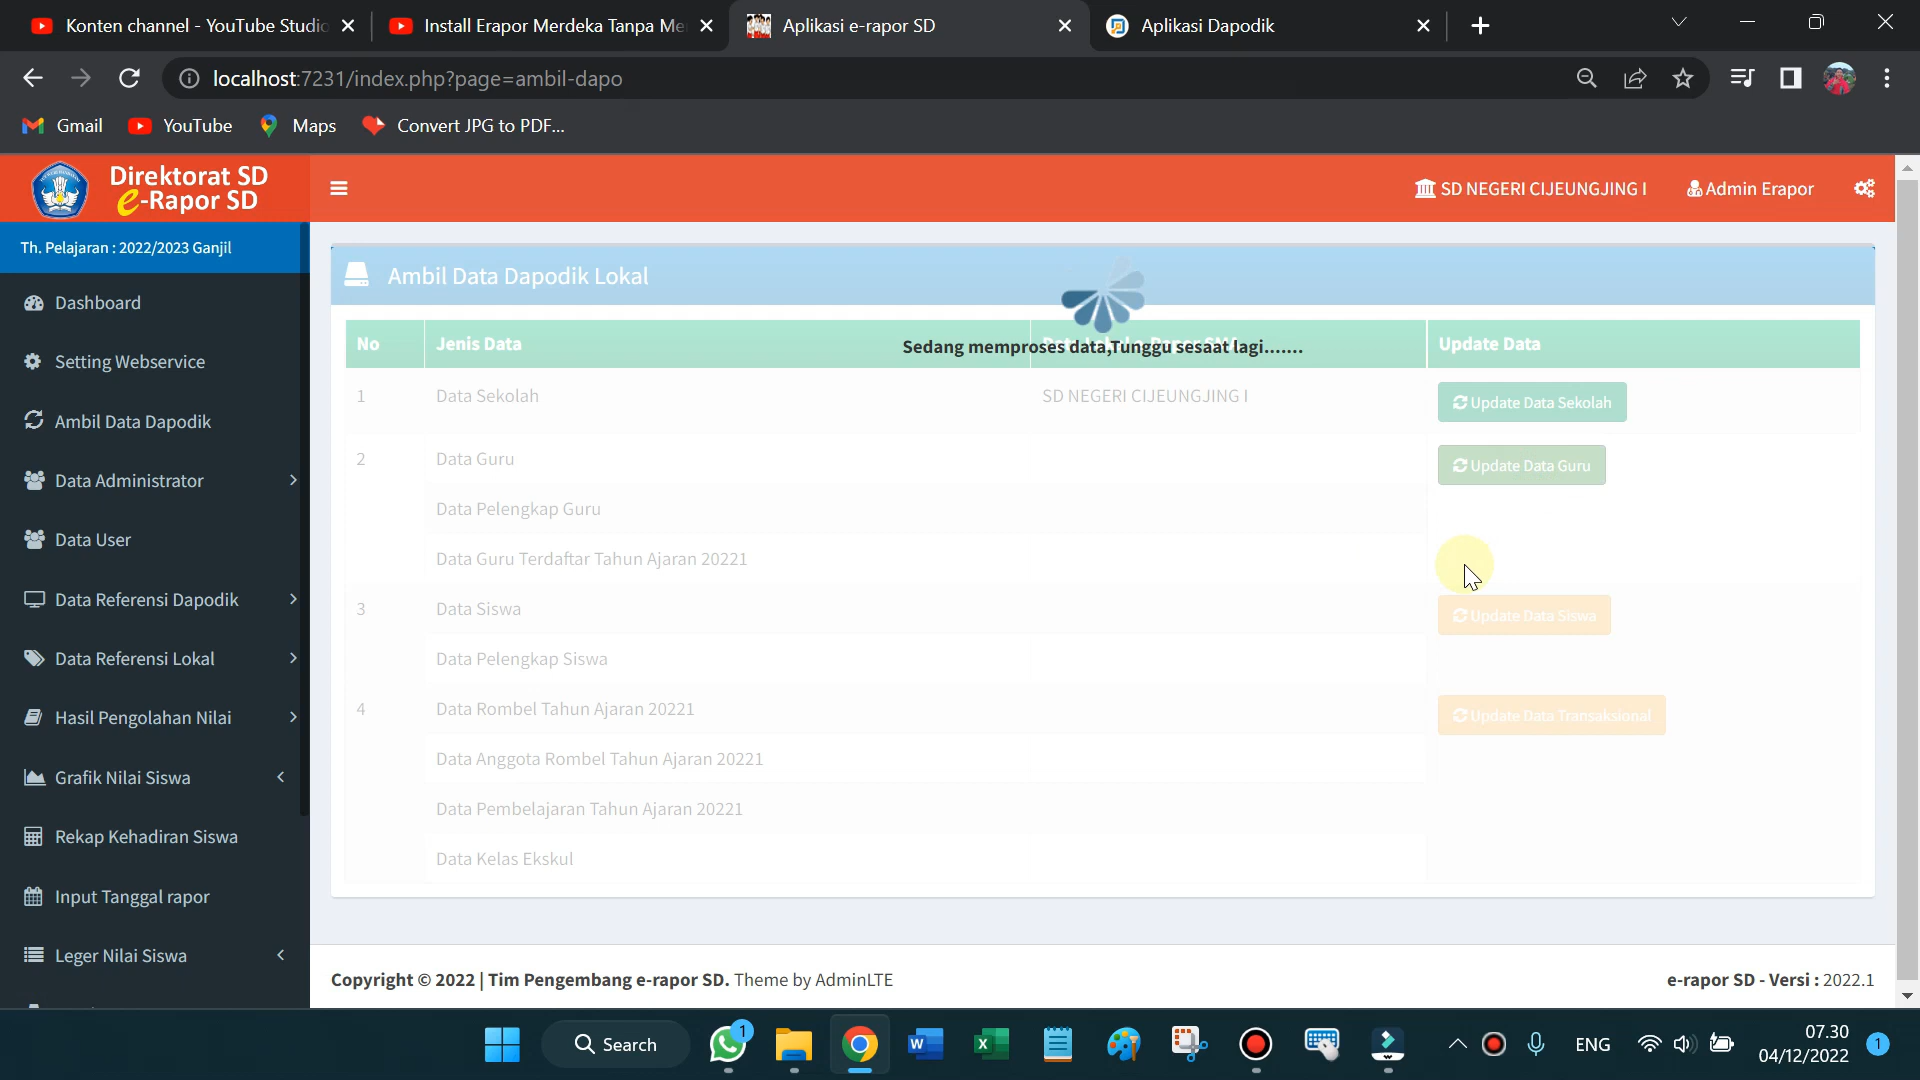 Konten channel - YouTube Studio
Install Erapor Merdeka Tanpa Me
Aplikasi e-rapor SD
Aplikasi Dapodik
localhost:7231/index.php?page=ambil-dapo
Gmail
YouTube
Maps
Convert JPG to PDF...
Direktorat SD
e-Rapor SD
SD NEGERI CIJEUNGJING I
Admin Erapor
Th. Pelajaran : 2022/2023 Ganjil
Dashboard
Setting Webservice
Ambil Data Dapodik
Data Administrator
Data User
Data Referensi Dapodik
Data Referensi Lokal
Hasil Pengolahan Nilai
Grafik Nilai Siswa
Rekap Kehadiran Siswa
Input Tanggal rapor
Leger Nilai Siswa
Ambil Data Dapodik Lokal
No
Jenis Data
Sedang memproses data,Tunggu sesaat lagi.......
Update Data
1
Data Sekolah
SD NEGERI CIJEUNGJING I
Update Data Sekolah
2
Data Guru
Update Data Guru
Data Pelengkap Guru
Data Guru Terdaftar Tahun Ajaran 20221
3
Data Siswa
Update Data Siswa
Data Pelengkap Siswa
4
Data Rombel Tahun Ajaran 20221
Update Data Transaksional
Data Anggota Rombel Tahun Ajaran 20221
Data Pembelajaran Tahun Ajaran 20221
Data Kelas Ekskul
Copyright © 2022 | Tim Pengembang e-rapor SD. Theme by AdminLTE
e-rapor SD - Versi : 2022.1
Search
1
ENG
07.30
04/12/2022
1